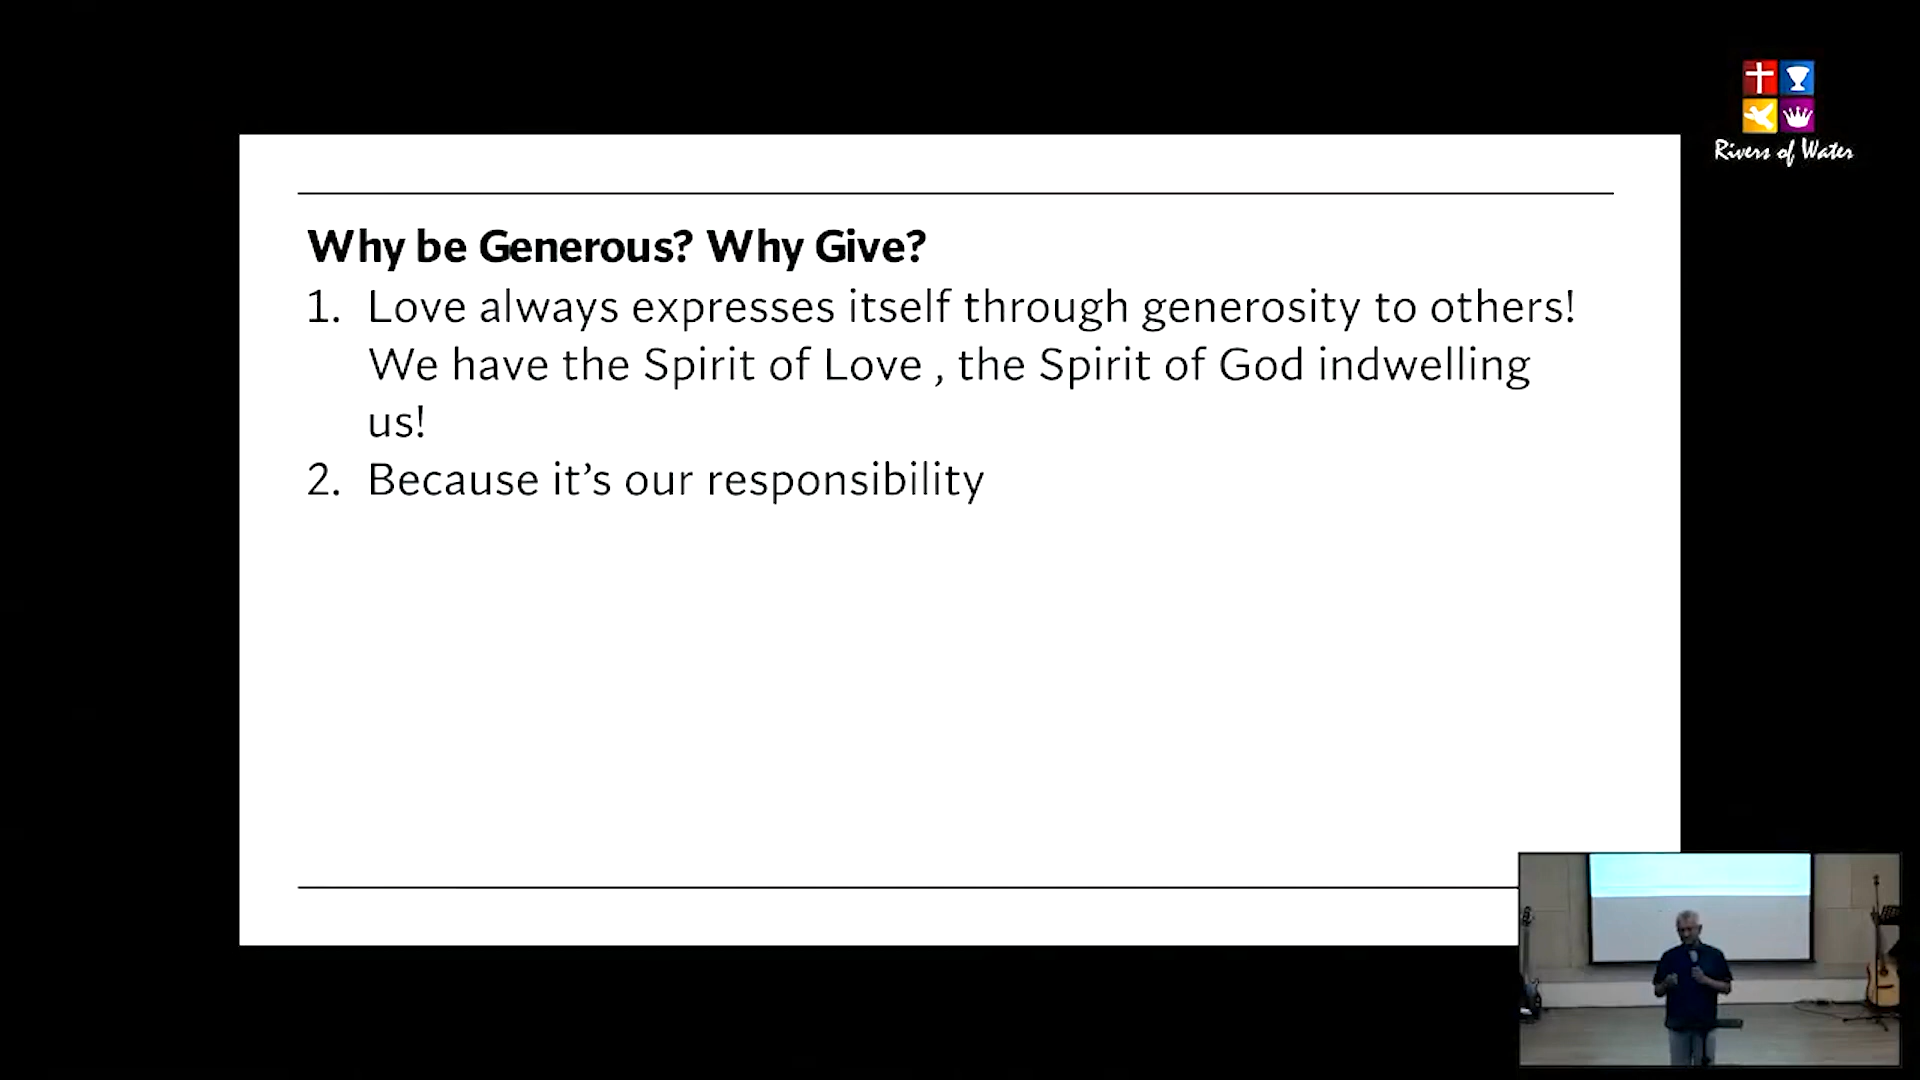 Rivers of Water
Why be Generous? Why Give?
1. Love always expresses itself through generosity to others!
We have the Spirit of Love , the Spirit of God indwelling
us!
2. Because it’s our responsibility